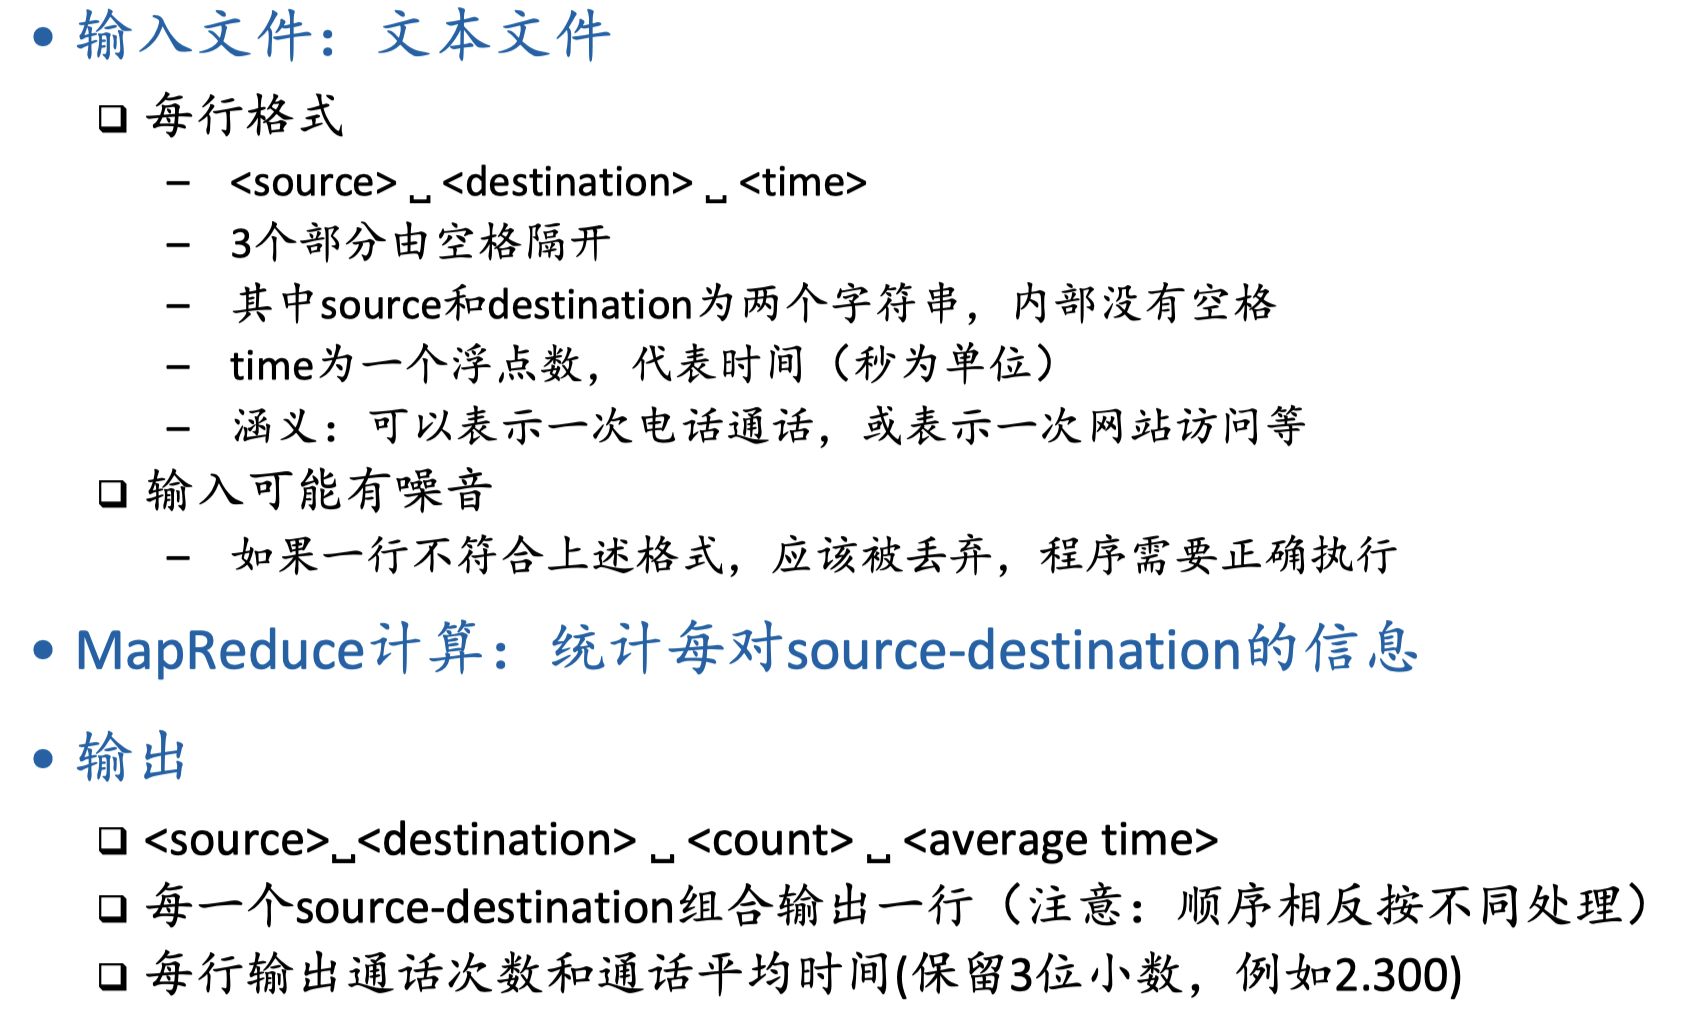 • 输入文件：文本文件
❑ 每行格式
– <source> ␣ <destination> ␣ <time>
– 3个部分由空格隔开
– 其中source和destination为两个字符串，内部没有空格
– time为一个浮点数，代表时间（秒为单位）
– 涵义：可以表示一次电话通话，或表示一次网站访问等
❑ 输入可能有噪音
– 如果一行不符合上述格式，应该被丢弃，程序需要正确执行
• MapReduce计算：统计每对source-destination的信息
• 输出
❑ <source>␣<destination> ␣ <count> ␣ <average time>
❑ 每一个source-destination组合输出一行（注意：顺序相反按不同处理）
❑ 每行输出通话次数和通话平均时间(保留3位小数，例如2.300)